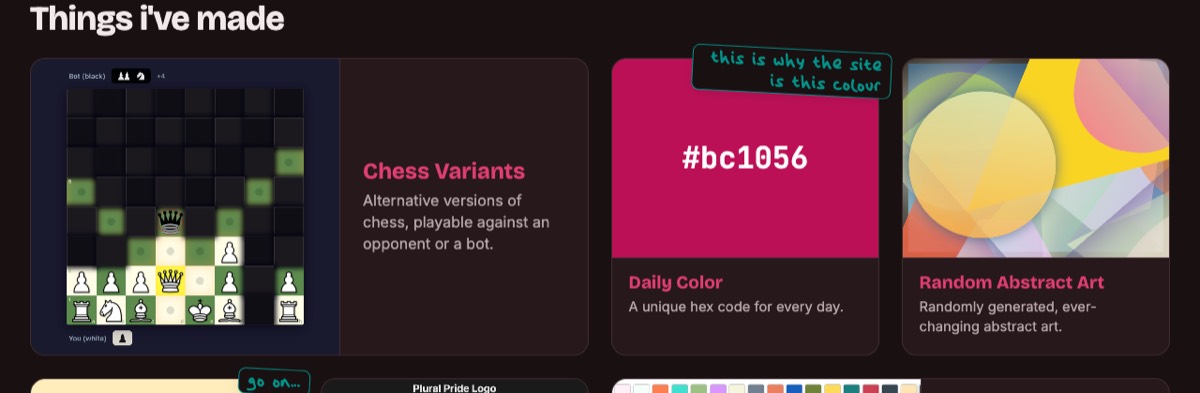 Things i've made
Bot (black)
+4
You (white)
Chess Variants
Alternative versions of
chess, playable against an
opponent or a bot.
this is why the site
is this colour
#bc1056
Daily Color
A unique hex code for every day.
Random Abstract Art
Randomly generated, ever-
changing abstract art.
go on...
Plural Pride Logo